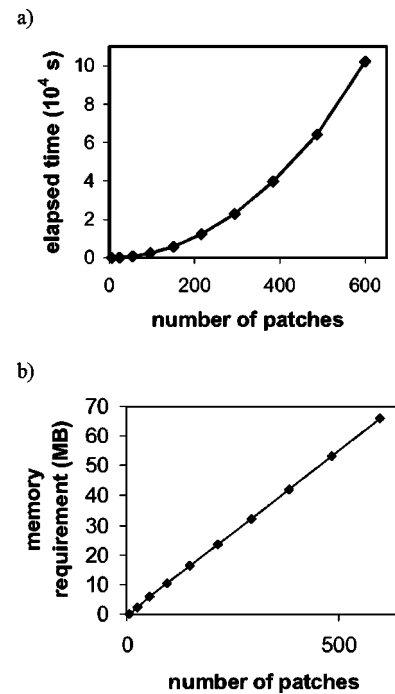 a)
elapsed time (10⁴ s)
10
8
6
4
2
0
0 200 400 600
number of patches
b)
memory
requirement (MB)
70
60
50
40
30
20
10
0
0 500
number of patches